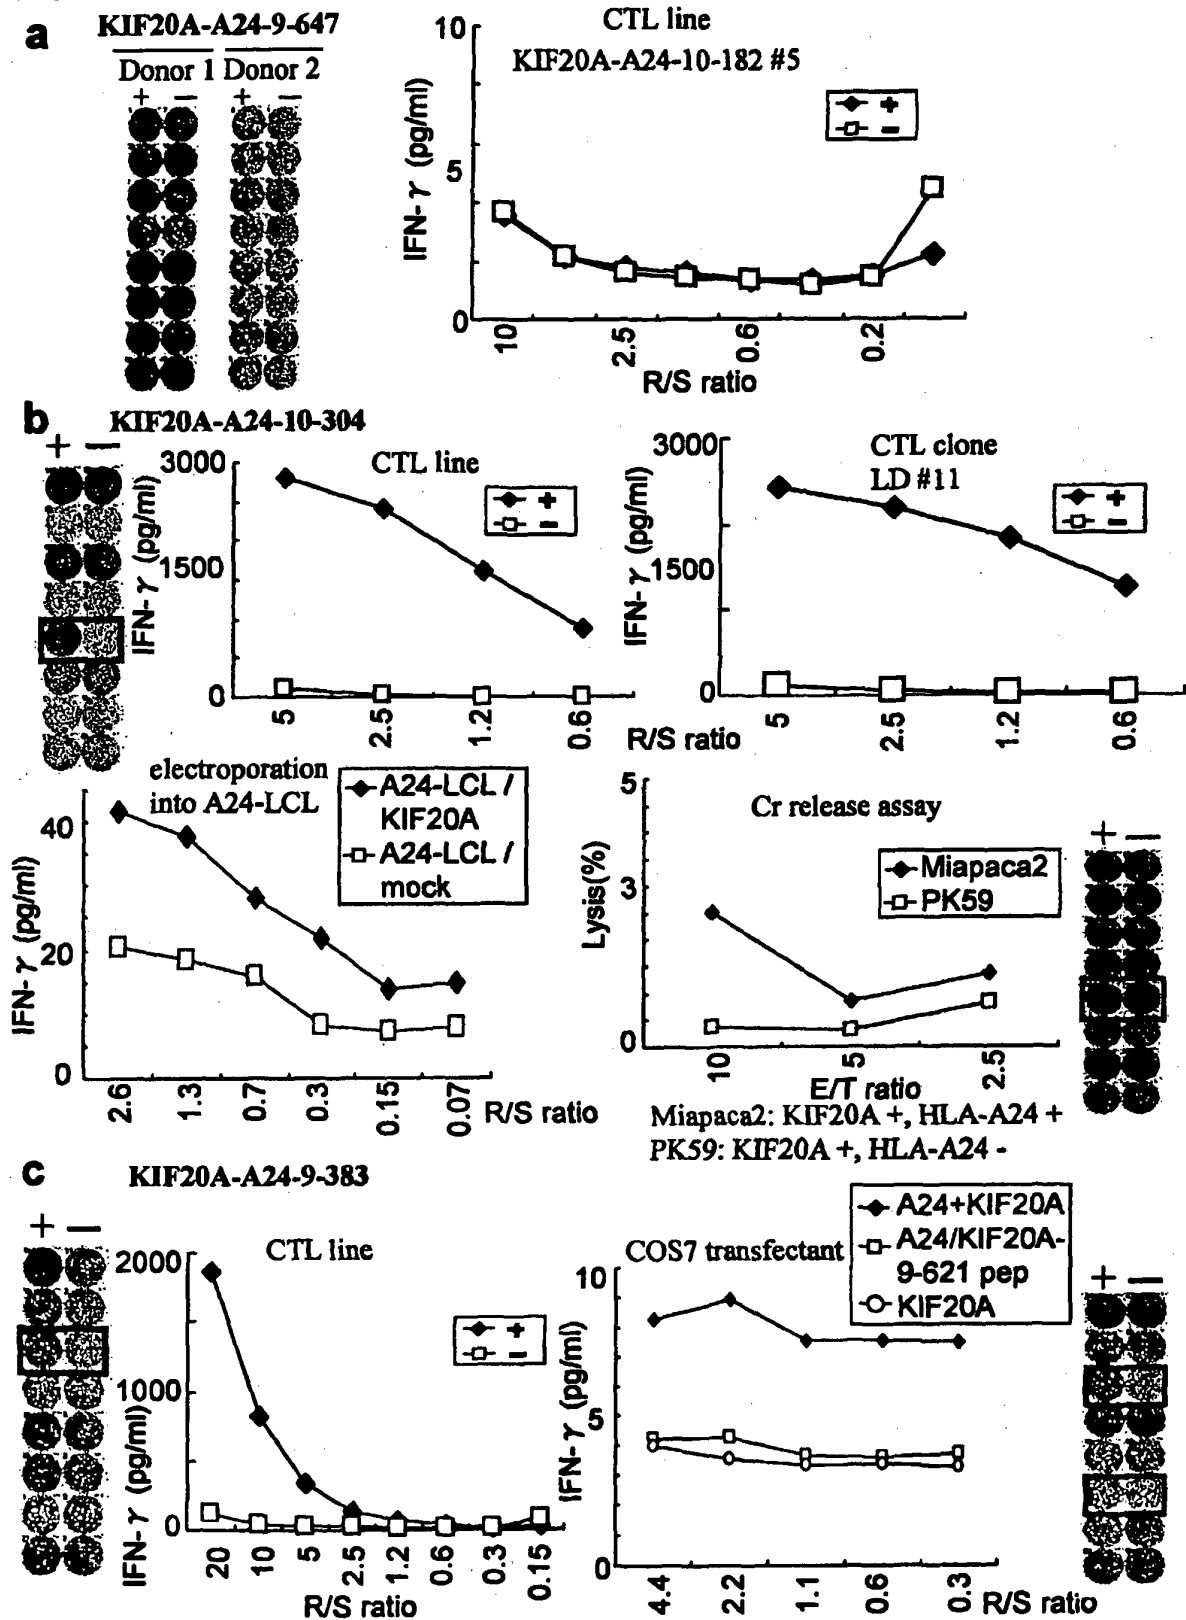 a
KIF20A-A24-9-647
Donor 1 Donor 2
+ − + −
CTL line
KIF20A-A24-10-182 #5
+
−
10
5
0
IFN-γ (pg/ml)
10 2.5 0.6 0.2
R/S ratio
b
KIF20A-A24-10-304
+ −
CTL line
+
−
3000
1500
0
IFN-γ (pg/ml)
5 2.5 1.2 0.6
R/S ratio
CTL clone
LD #11
+
−
3000
1500
0
IFN-γ (pg/ml)
5 2.5 1.2 0.6
electroporation
into A24-LCL
A24-LCL /
KIF20A
A24-LCL /
mock
40
20
0
IFN-γ (pg/ml)
2.6 1.3 0.7 0.3 0.15 0.07
R/S ratio
Cr release assay
Miapaca2
PK59
5
3
0
Lysis(%)
10 5 2.5
E/T ratio
+ −
Miapaca2: KIF20A +, HLA-A24 +
PK59: KIF20A +, HLA-A24 -
c
KIF20A-A24-9-383
+ −
CTL line
+
−
2000
1000
0
IFN-γ (pg/ml)
20 10 5 2.5 1.2 0.6 0.3 0.15
R/S ratio
COS7 transfectant
A24+KIF20A
A24/KIF20A-
9-621 pep
KIF20A
10
5
0
IFN-γ (pg/ml)
4.4 2.2 1.1 0.6 0.3
R/S ratio
+ −